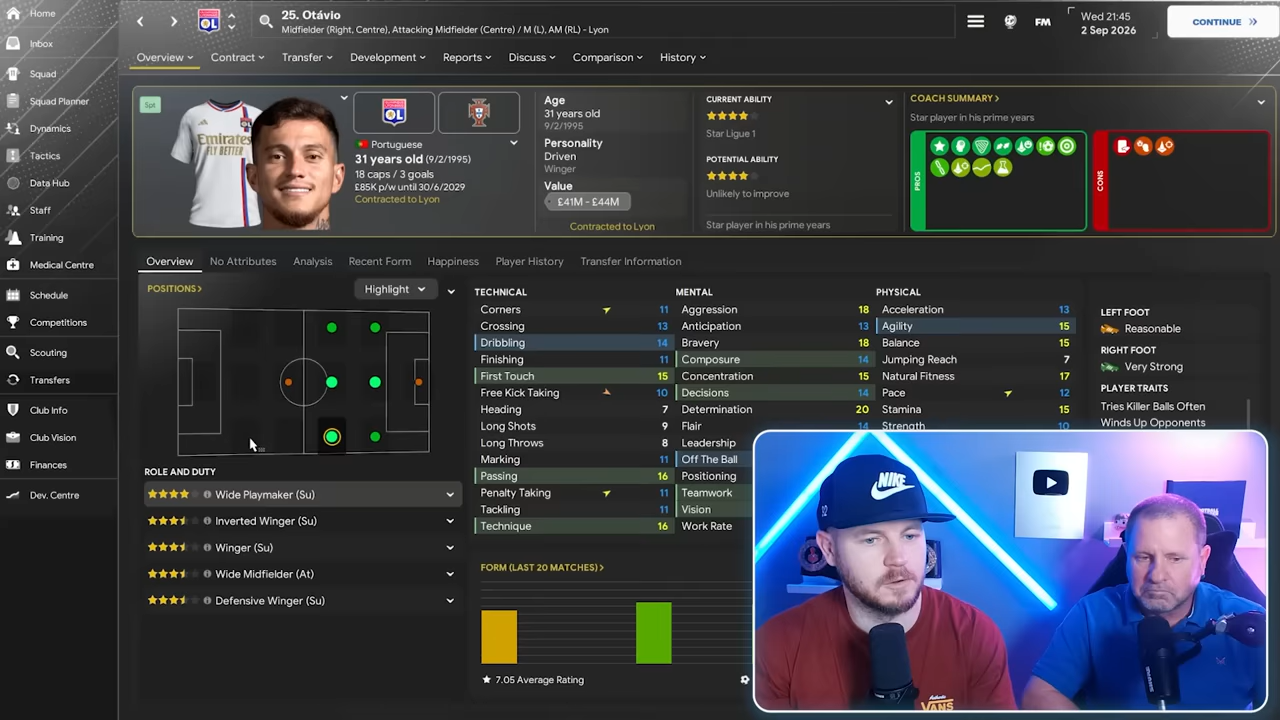 Home
Inbox
Squad
Squad Planner
Dynamics
Tactics
Data Hub
Staff
Training
Medical Centre
Schedule
Competitions
Scouting
Transfers
Club Info
Club Vision
Finances
Dev. Centre
25. Otávio
Midfielder (Right, Centre), Attacking Midfielder (Centre) / M (L), AM (RL) - Lyon
FM
Wed 21:45
2 Sep 2026
CONTINUE
Overview
Contract
Transfer
Development
Reports
Discuss
Comparison
History
Spt
Emirates
FLY BETTER
OL
Portuguese
31 years old (9/2/1995)
18 caps / 3 goals
£85K p/w until 30/6/2029
Contracted to Lyon
Age
31 years old
9/2/1995
Personality
Driven
Winger
Value
£41M - £44M
Contracted to Lyon
CURRENT ABILITY
Star Ligue 1
POTENTIAL ABILITY
Unlikely to improve
Star player in his prime years
COACH SUMMARY
Star player in his prime years
PROS
CONS
Overview
No Attributes
Analysis
Recent Form
Happiness
Player History
Transfer Information
POSITIONS
Highlight
ROLE AND DUTY
Wide Playmaker (Su)
Inverted Winger (Su)
Winger (Su)
Wide Midfielder (At)
Defensive Winger (Su)
TECHNICAL
Corners 11
Crossing 13
Dribbling 14
Finishing 11
First Touch 15
Free Kick Taking 10
Heading 7
Long Shots 9
Long Throws 8
Marking 11
Passing 16
Penalty Taking 11
Tackling 11
Technique 16
MENTAL
Aggression 18
Anticipation 13
Bravery 18
Composure 14
Concentration 15
Decisions 14
Determination 20
Flair 14
Leadership
Off The Ball
Positioning
Teamwork
Vision
Work Rate
PHYSICAL
Acceleration 13
Agility 15
Balance 15
Jumping Reach 7
Natural Fitness 17
Pace 12
Stamina 15
Strength 10
LEFT FOOT
Reasonable
RIGHT FOOT
Very Strong
PLAYER TRAITS
Tries Killer Balls Often
Winds Up Opponents
FORM (LAST 20 MATCHES)
7.05 Average Rating
NIKE
VANS